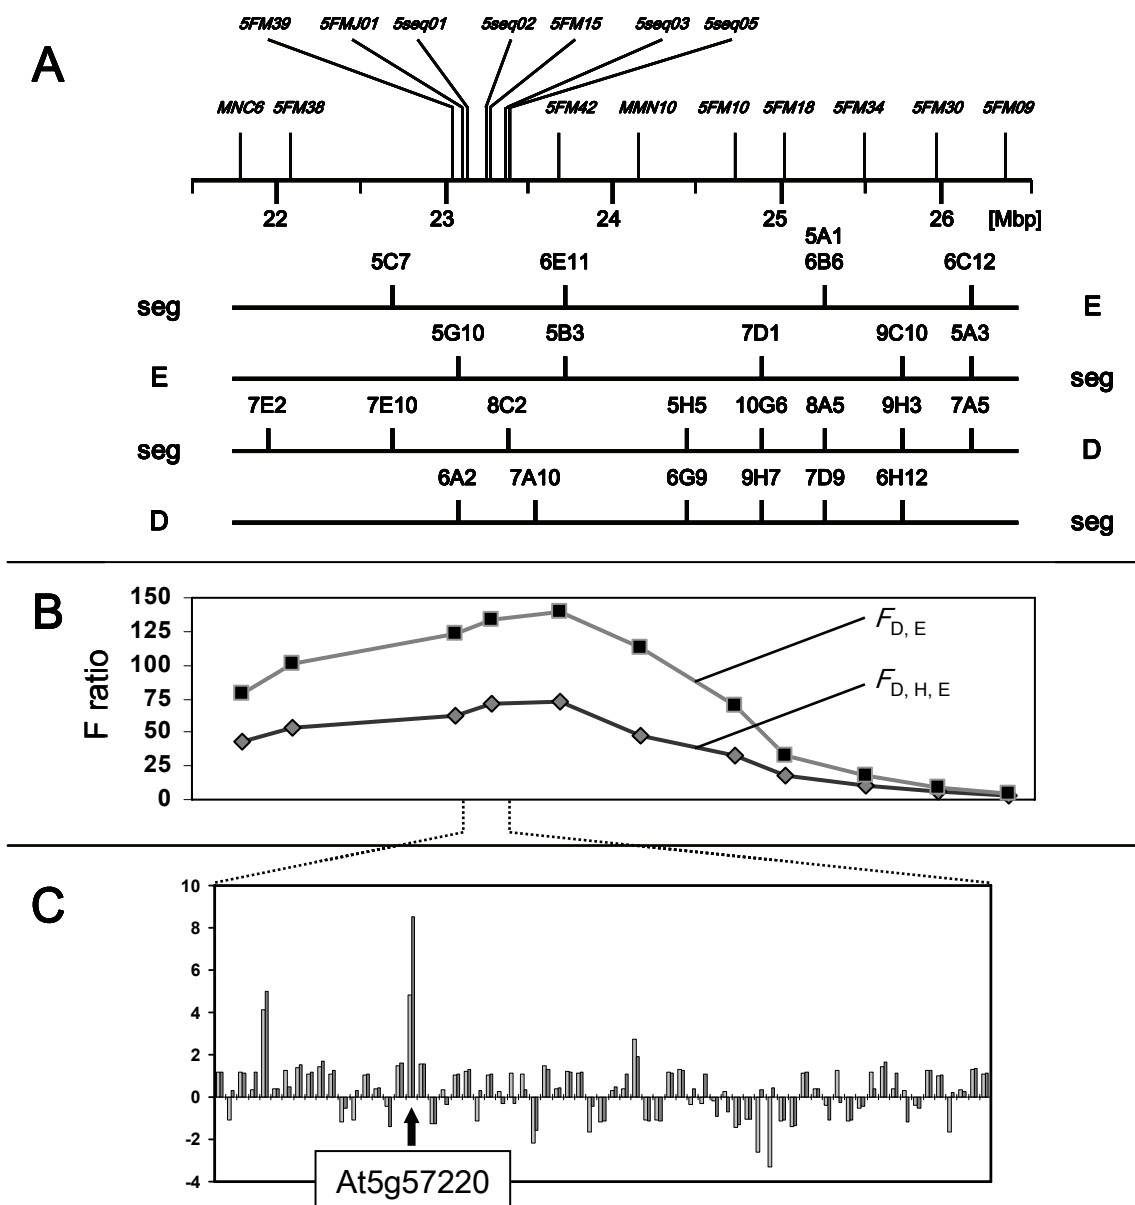 5FM39 5FMJ01 5seq01 5seq02 5FM15 5seq03 5seq05
A
MNC6 5FM38 5FM42 MMN10 5FM10 5FM18 5FM34 5FM30 5FM09
22 23 24 25 26 [Mbp]
5A1
5C7 6E11 6B6 6C12
seg E
5G10 5B3 7D1 9C10 5A3
E seg
7E2 7E10 8C2 5H5 10G6 8A5 9H3 7A5
seg D
6A2 7A10 6G9 9H7 7D9 6H12
D seg
B
F ratio
150
125
100
75
50
25
0
F D, E
F D, H, E
C
10
8
6
4
2
0
-2
-4
At5g57220